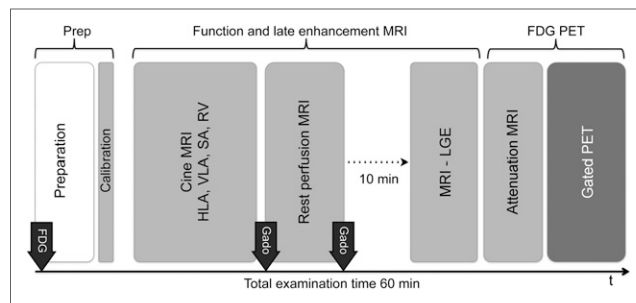 Prep
Function and late enhancement MRI
FDG PET
Preparation
Calibration
Cine MRI
HLA, VLA, SA, RV
Rest perfusion MRI
10 min
MRI - LGE
Attenuation MRI
Gated PET
FDG
Gado
Gado
Total examination time 60 min
t